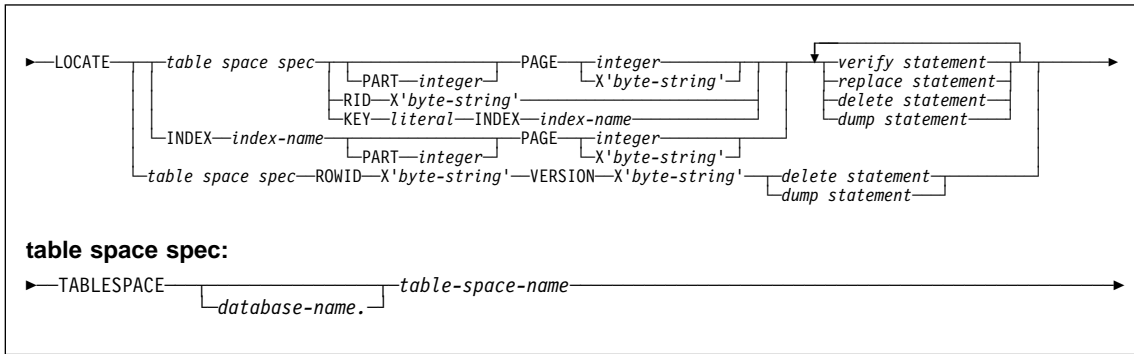 LOCATE table space spec PAGE integer verify statement
PART integer X'byte-string' replace statement
RID X'byte-string' delete statement
KEY literal INDEX index-name dump statement
INDEX index-name PAGE integer
PART integer X'byte-string'
table space spec ROWID X'byte-string' VERSION X'byte-string' delete statement
dump statement
table space spec:
TABLESPACE table-space-name
database-name.